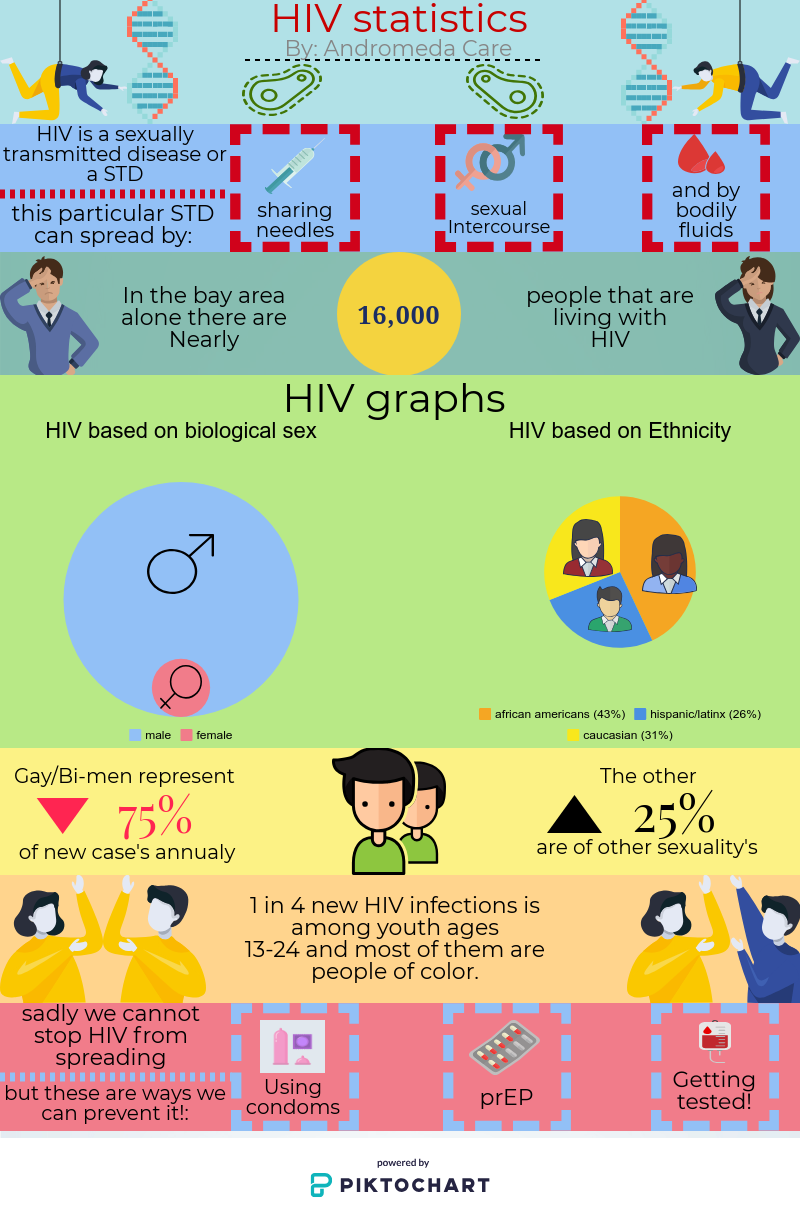 HIV statistics
By: Andromeda Care
HIV is a sexually
transmitted disease or
a STD
this particular STD
can spread by:
sharing
needles
sexual
Intercourse
and by
bodily
fluids
In the bay area
alone there are
Nearly
16,000
people that are
living with
HIV
HIV graphs
HIV based on biological sex
male female
HIV based on Ethnicity
african americans (43%) hispanic/latinx (26%)
caucasian (31%)
Gay/Bi-men represent
75%
of new case's annualy
The other
25%
are of other sexuality's
1 in 4 new HIV infections is
among youth ages
13-24 and most of them are
people of color.
sadly we cannot
stop HIV from
spreading
but these are ways we
can prevent it!:
Using
condoms
prEP
Getting
tested!
powered by
PIKTOCHART